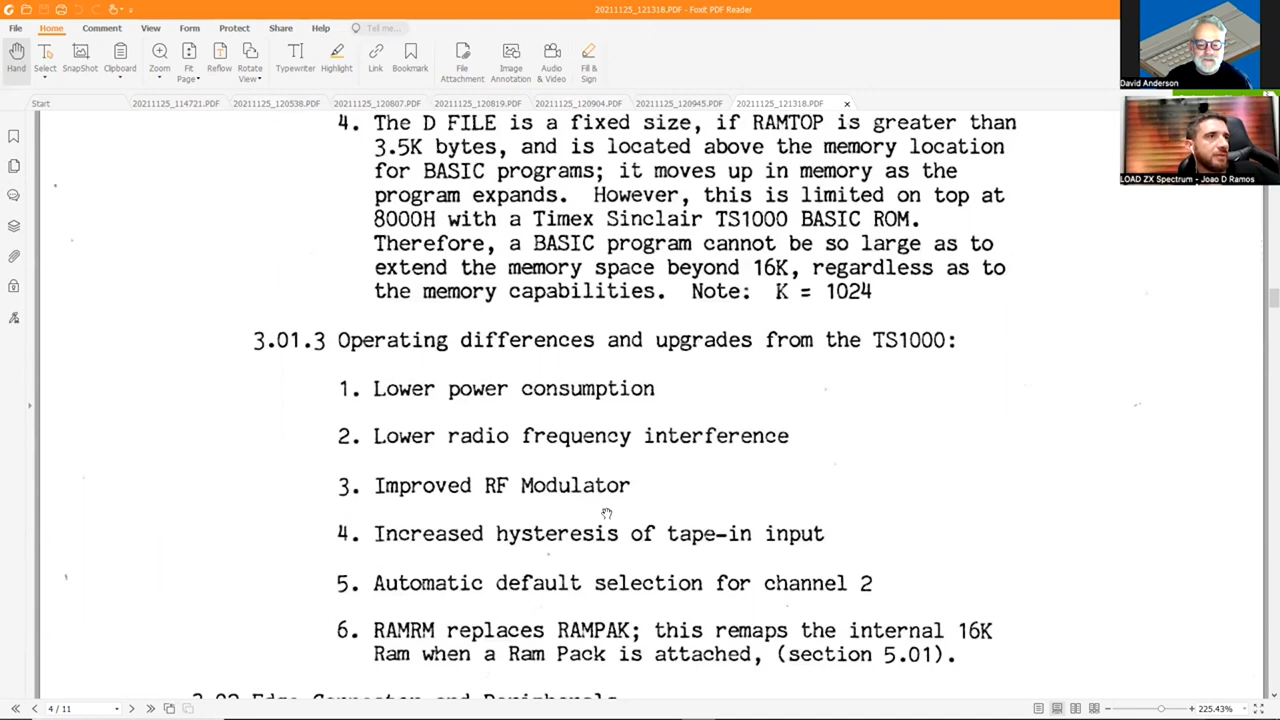 20211125_121318.PDF - Foxit PDF Reader
File Home Comment View Form Protect Share Help Tell me...
Hand Select SnapShot Clipboard Zoom Fit Page Reflow Rotate View Typewriter Highlight Link Bookmark File Attachment Image Annotation Audio & Video Fill & Sign
David Anderson
LOAD ZX Spectrum - Joao D Ramos
Start 20211125_114721.PDF 20211125_120538.PDF 20211125_120807.PDF 20211125_120819.PDF 20211125_120904.PDF 20211125_120945.PDF 20211125_121318.PDF
4. The D FILE is a fixed size, if RAMTOP is greater than
3.5K bytes, and is located above the memory location
for BASIC programs; it moves up in memory as the
program expands. However, this is limited on top at
8000H with a Timex Sinclair TS1000 BASIC ROM.
Therefore, a BASIC program cannot be so large as to
extend the memory space beyond 16K, regardless as to
the memory capabilities. Note: K = 1024
3.01.3 Operating differences and upgrades from the TS1000:
1. Lower power consumption
2. Lower radio frequency interference
3. Improved RF Modulator
4. Increased hysteresis of tape-in input
5. Automatic default selection for channel 2
6. RAMRM replaces RAMPAK; this remaps the internal 16K
Ram when a Ram Pack is attached, (section 5.01).
3.02 Edge Connector and Peripherals
4 / 11
225.43%